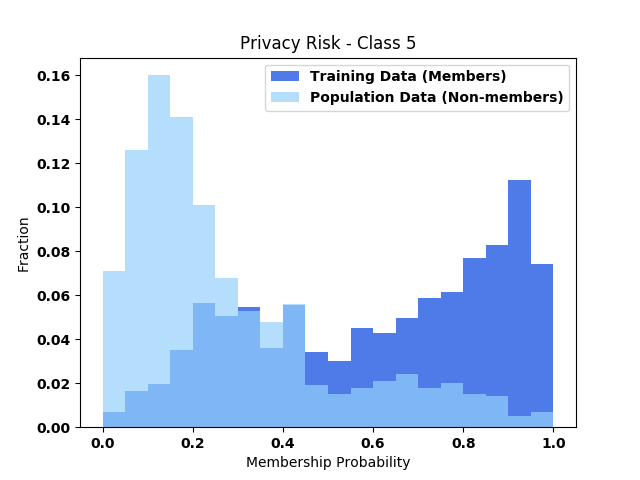 Privacy Risk - Class 5
Training Data (Members)
Population Data (Non-members)
0.16
0.14
0.12
0.10
0.08
0.06
0.04
0.02
0.00
Fraction
0.0 0.2 0.4 0.6 0.8 1.0
Membership Probability